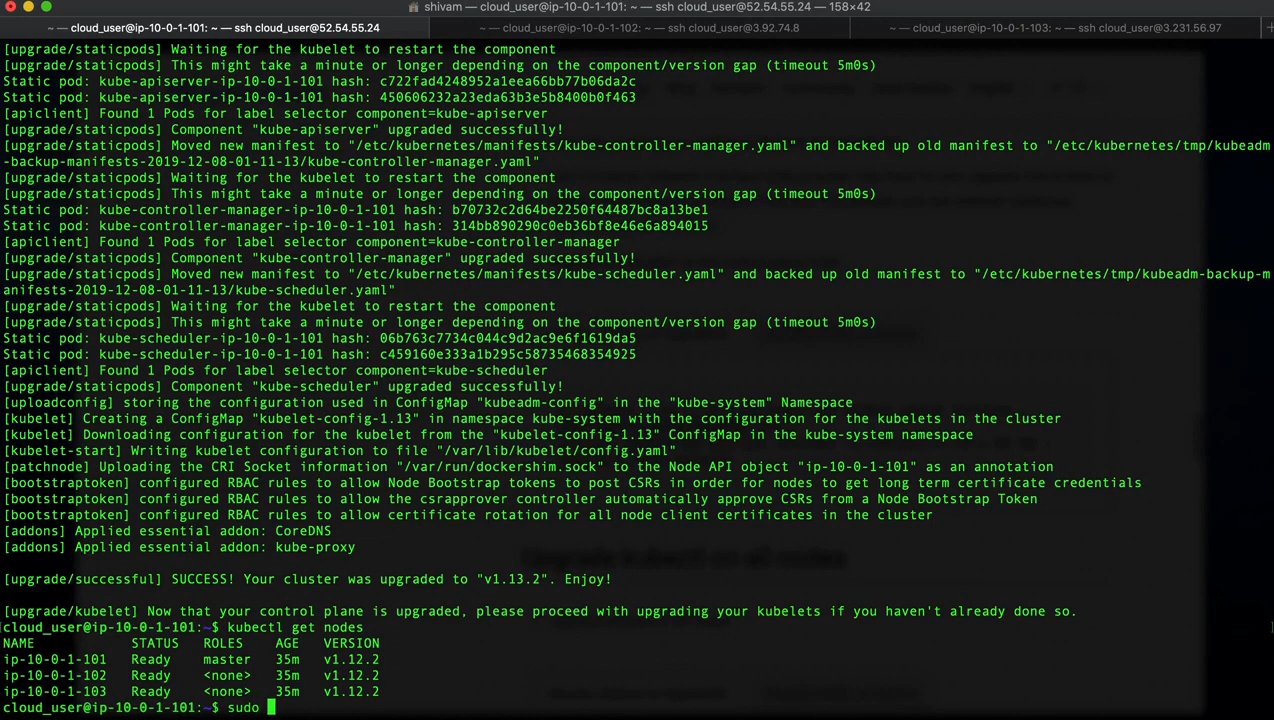 shivam — cloud_user@ip-10-0-1-101: ~ — ssh cloud_user@52.54.55.24 — 158×42
~ — cloud_user@ip-10-0-1-101: ~ — ssh cloud_user@52.54.55.24 ~ — cloud_user@ip-10-0-1-102: ~ — ssh cloud_user@3.92.74.8 ~ — cloud_user@ip-10-0-1-103: ~ — ssh cloud_user@3.231.56.97 +
[upgrade/staticpods] Waiting for the kubelet to restart the component
[upgrade/staticpods] This might take a minute or longer depending on the component/version gap (timeout 5m0s)
Static pod: kube-apiserver-ip-10-0-1-101 hash: c722fad4248952a1eea66bb77b06da2c
Static pod: kube-apiserver-ip-10-0-1-101 hash: 450606232a23eda63b3e5b8400b0f463
[apiclient] Found 1 Pods for label selector component=kube-apiserver
[upgrade/staticpods] Component "kube-apiserver" upgraded successfully!
[upgrade/staticpods] Moved new manifest to "/etc/kubernetes/manifests/kube-controller-manager.yaml" and backed up old manifest to "/etc/kubernetes/tmp/kubeadm
-backup-manifests-2019-12-08-01-11-13/kube-controller-manager.yaml"
[upgrade/staticpods] Waiting for the kubelet to restart the component
[upgrade/staticpods] This might take a minute or longer depending on the component/version gap (timeout 5m0s)
Static pod: kube-controller-manager-ip-10-0-1-101 hash: b70732c2d64be2250f64487bc8a13be1
Static pod: kube-controller-manager-ip-10-0-1-101 hash: 314bb890290c0eb36bf8e46e6a894015
[apiclient] Found 1 Pods for label selector component=kube-controller-manager
[upgrade/staticpods] Component "kube-controller-manager" upgraded successfully!
[upgrade/staticpods] Moved new manifest to "/etc/kubernetes/manifests/kube-scheduler.yaml" and backed up old manifest to "/etc/kubernetes/tmp/kubeadm-backup-m
anifests-2019-12-08-01-11-13/kube-scheduler.yaml"
[upgrade/staticpods] Waiting for the kubelet to restart the component
[upgrade/staticpods] This might take a minute or longer depending on the component/version gap (timeout 5m0s)
Static pod: kube-scheduler-ip-10-0-1-101 hash: 06b763c7734c044c9d2ac9e6f1619da5
Static pod: kube-scheduler-ip-10-0-1-101 hash: c459160e333a1b295c58735468354925
[apiclient] Found 1 Pods for label selector component=kube-scheduler
[upgrade/staticpods] Component "kube-scheduler" upgraded successfully!
[uploadconfig] storing the configuration used in ConfigMap "kubeadm-config" in the "kube-system" Namespace
[kubelet] Creating a ConfigMap "kubelet-config-1.13" in namespace kube-system with the configuration for the kubelets in the cluster
[kubelet] Downloading configuration for the kubelet from the "kubelet-config-1.13" ConfigMap in the kube-system namespace
[kubelet-start] Writing kubelet configuration to file "/var/lib/kubelet/config.yaml"
[patchnode] Uploading the CRI Socket information "/var/run/dockershim.sock" to the Node API object "ip-10-0-1-101" as an annotation
[bootstraptoken] configured RBAC rules to allow Node Bootstrap tokens to post CSRs in order for nodes to get long term certificate credentials
[bootstraptoken] configured RBAC rules to allow the csrapprover controller automatically approve CSRs from a Node Bootstrap Token
[bootstraptoken] configured RBAC rules to allow certificate rotation for all node client certificates in the cluster
[addons] Applied essential addon: CoreDNS
[addons] Applied essential addon: kube-proxy
Upgrade kubectl on all nodes
[upgrade/successful] SUCCESS! Your cluster was upgraded to "v1.13.2". Enjoy!
[upgrade/kubelet] Now that your control plane is upgraded, please proceed with upgrading your kubelets if you haven't already done so.
[cloud_user@ip-10-0-1-101:~$ kubectl get nodes ]
NAME STATUS ROLES AGE VERSION
ip-10-0-1-101 Ready master 35m v1.12.2
ip-10-0-1-102 Ready <none> 35m v1.12.2
ip-10-0-1-103 Ready <none> 35m v1.12.2
cloud_user@ip-10-0-1-101:~$ sudo